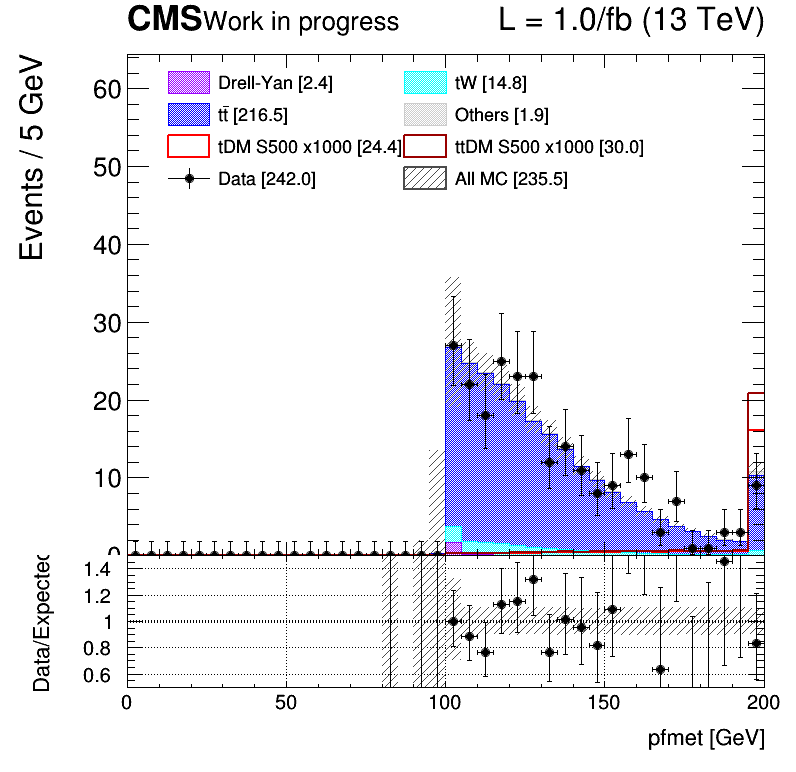 CMS Work in progress L = 1.0/fb (13 TeV)
Events / 5 GeV
60
50
40
30
20
10
0
Drell-Yan [2.4] tW [14.8]
tt̄ [216.5] Others [1.9]
tDM S500 x1000 [24.4] ttDM S500 x1000 [30.0]
Data [242.0] All MC [235.5]
Data/Expected
1.4
1.2
1
0.8
0.6
0 50 100 150 200
pfmet [GeV]